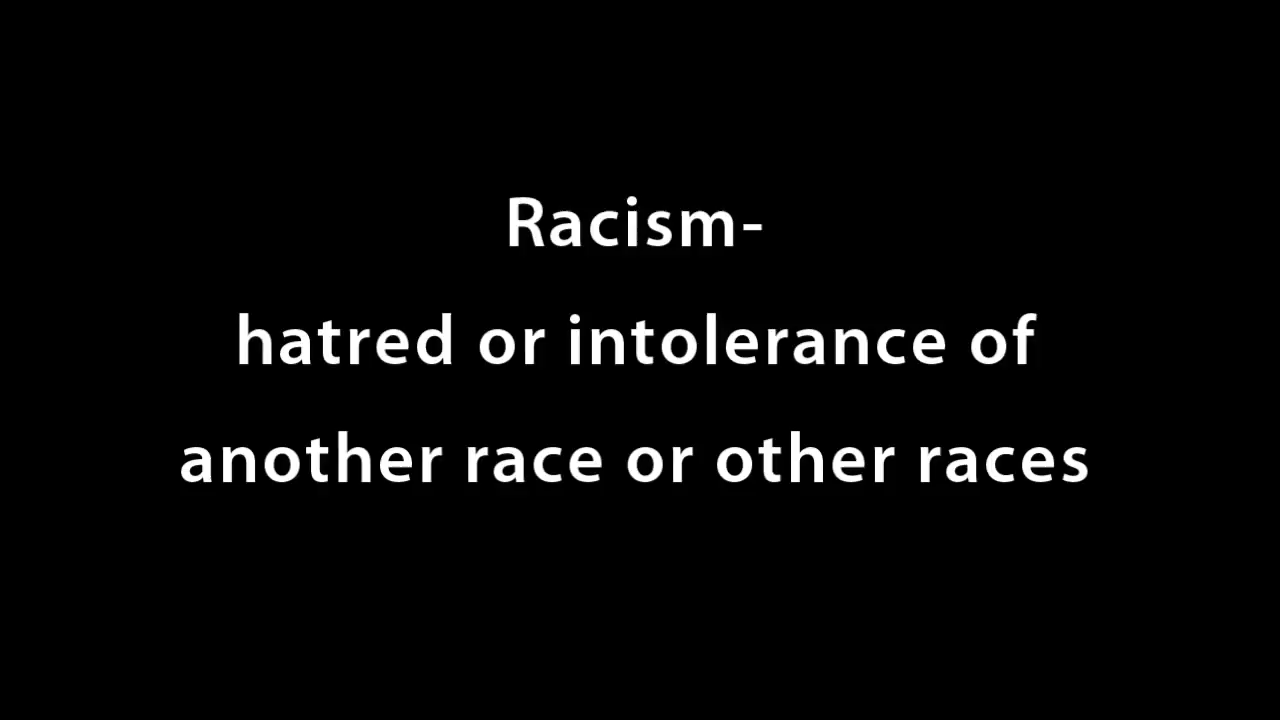 Racism-
hatred or intolerance of
another race or other races